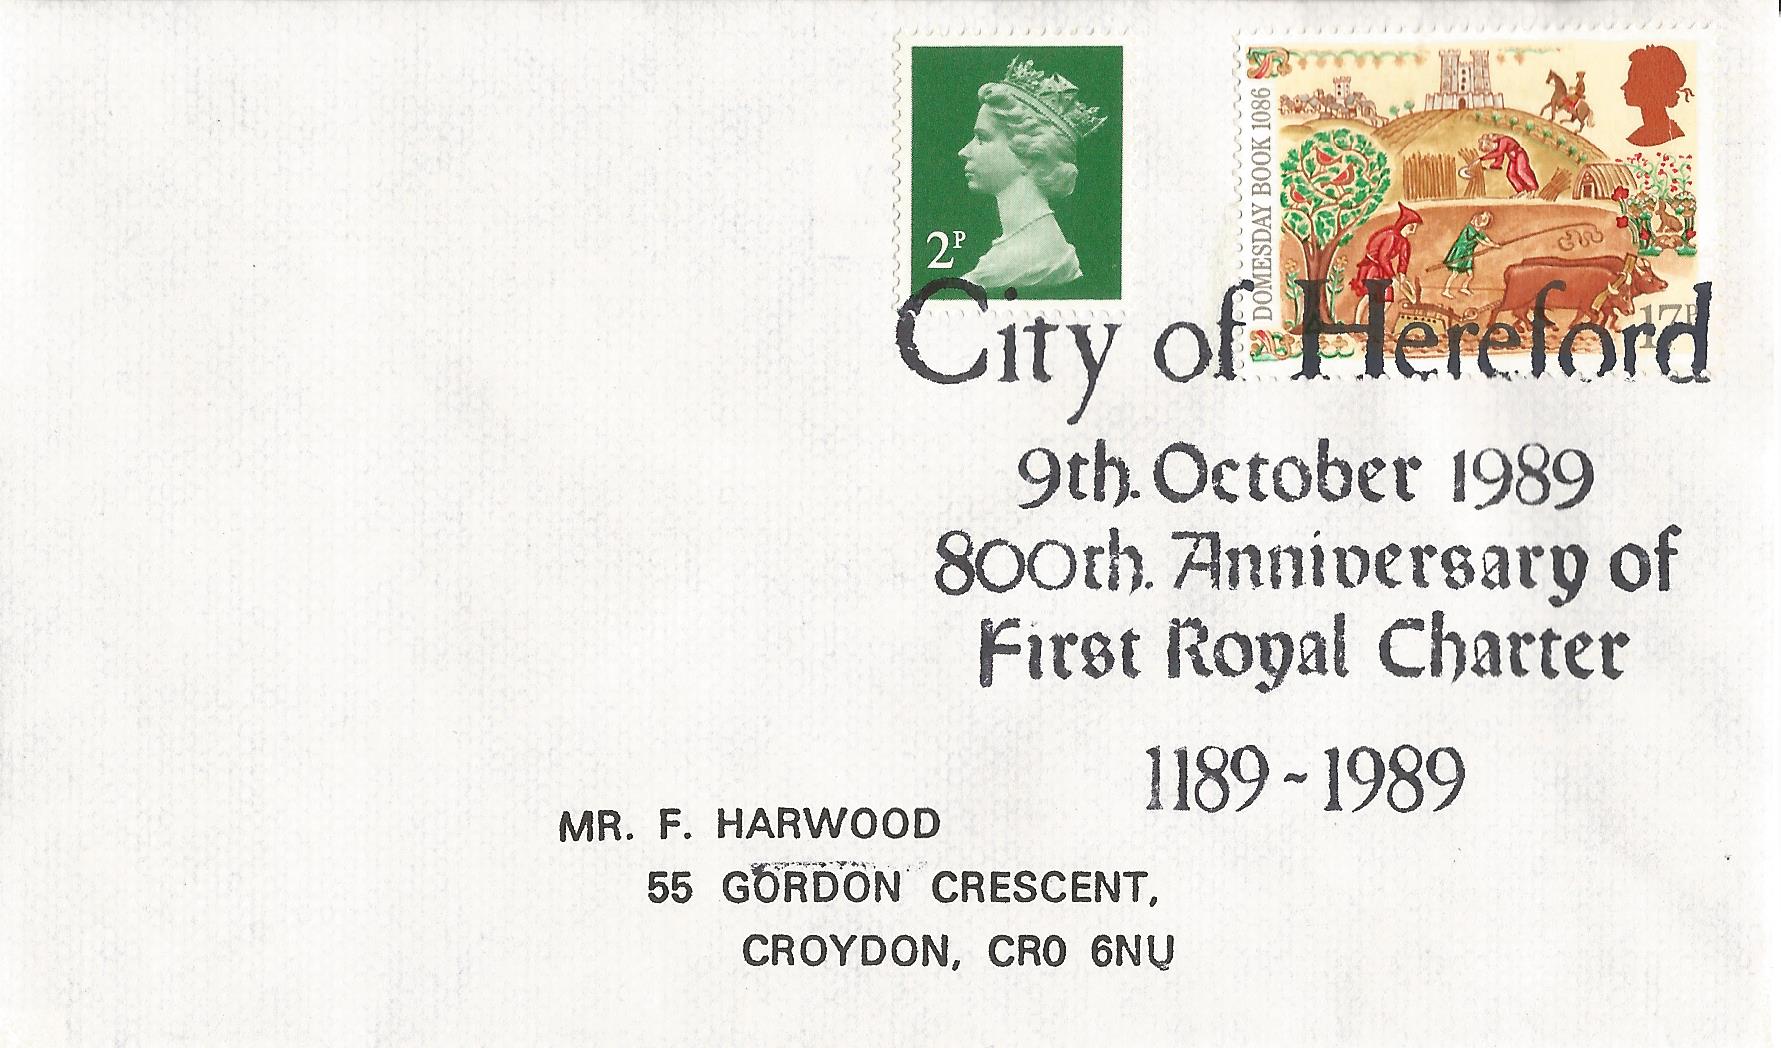 2P
DOMESDAY BOOK 1086
17P
City of Hereford
9th. October 1989
800th. Anniversary of
First Royal Charter
1189 ~ 1989
MR. F. HARWOOD
55 GORDON CRESCENT,
CROYDON, CR0 6NU